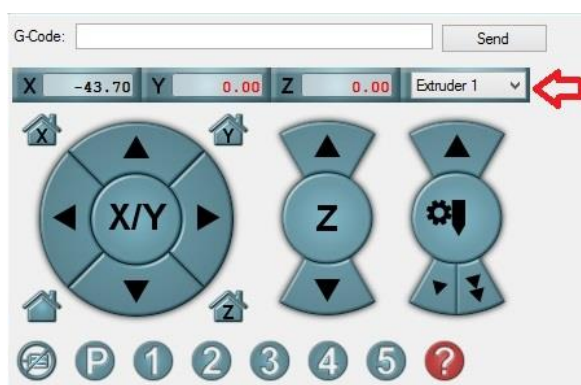 G-Code: Send
X -43.70 Y 0.00 Z 0.00 Extruder 1
X Y
X/Y Z
Z
P 1 2 3 4 5 ?